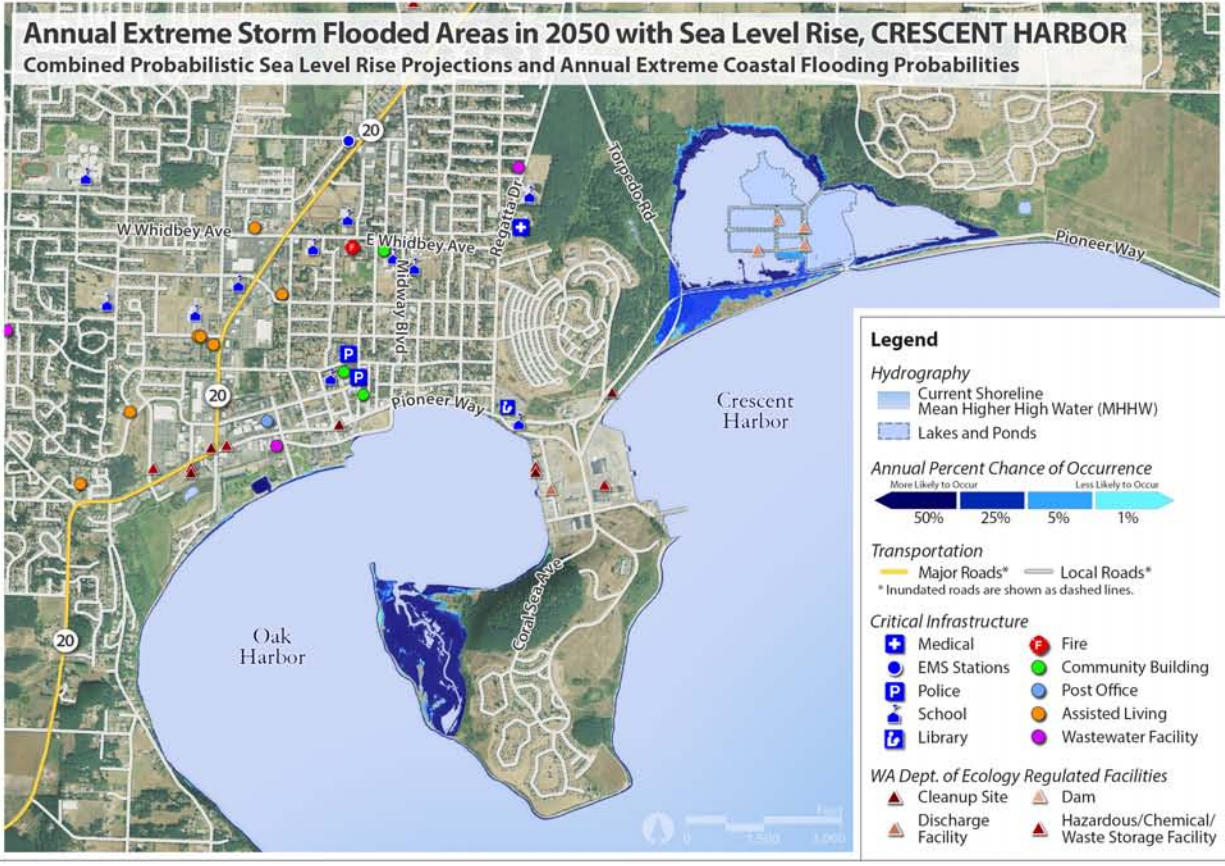 Annual Extreme Storm Flooded Areas in 2050 with Sea Level Rise, CRESCENT HARBOR
Combined Probabilistic Sea Level Rise Projections and Annual Extreme Coastal Flooding Probabilities
20
Torpedo Rd
W Whidbey Ave
E Whidbey Ave
Regatta Dr
F
Midway Blvd
Pioneer Way
P
P
20
Pioneer Way
Crescent
Harbor
Coral Sea Ave
Oak
Harbor
20
0
Feet
Legend
Hydrography
Current Shoreline
Mean Higher High Water (MHHW)
Lakes and Ponds
Annual Percent Chance of Occurrence
More Likely to Occur
Less Likely to Occur
50%
25%
5%
1%
Transportation
Major Roads*
Local Roads*
* Inundated roads are shown as dashed lines.
Critical Infrastructure
Medical
F
Fire
EMS Stations
Community Building
P
Police
Post Office
School
Assisted Living
Library
Wastewater Facility
WA Dept. of Ecology Regulated Facilities
Cleanup Site
Dam
Discharge
Facility
Hazardous/Chemical/
Waste Storage Facility